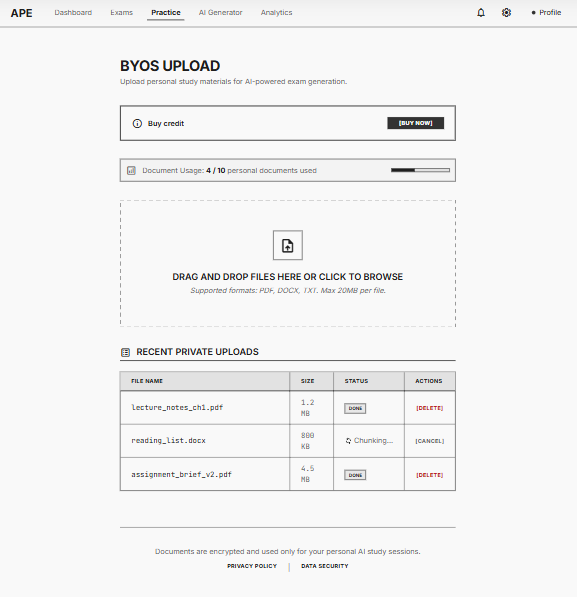 APE Dashboard Exams Practice AI Generator Analytics Profile
BYOS UPLOAD
Upload personal study materials for AI-powered exam generation.
Buy credit [BUY NOW]
Document Usage: 4 / 10 personal documents used
DRAG AND DROP FILES HERE OR CLICK TO BROWSE
Supported formats: PDF, DOCX, TXT. Max 20MB per file.
RECENT PRIVATE UPLOADS
FILE NAME SIZE STATUS ACTIONS
lecture_notes_ch1.pdf 1.2 MB DONE [DELETE]
reading_list.docx 800 KB Chunking... [CANCEL]
assignment_brief_v2.pdf 4.5 MB DONE [DELETE]
Documents are encrypted and used only for your personal AI study sessions.
PRIVACY POLICY | DATA SECURITY